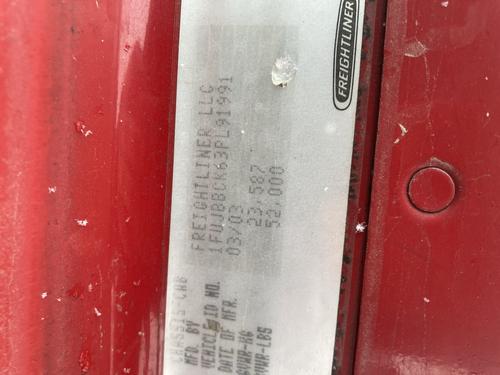 FREIGHTLINER
CHASSIS-CAB
MFD BY FREIGHTLINER LLC
VEHICLE ID NO. 1FUJBBCK63PL91991
DATE OF MFR. 03/03
GVWR-KG 23,587
GVWR-LBS 52,000